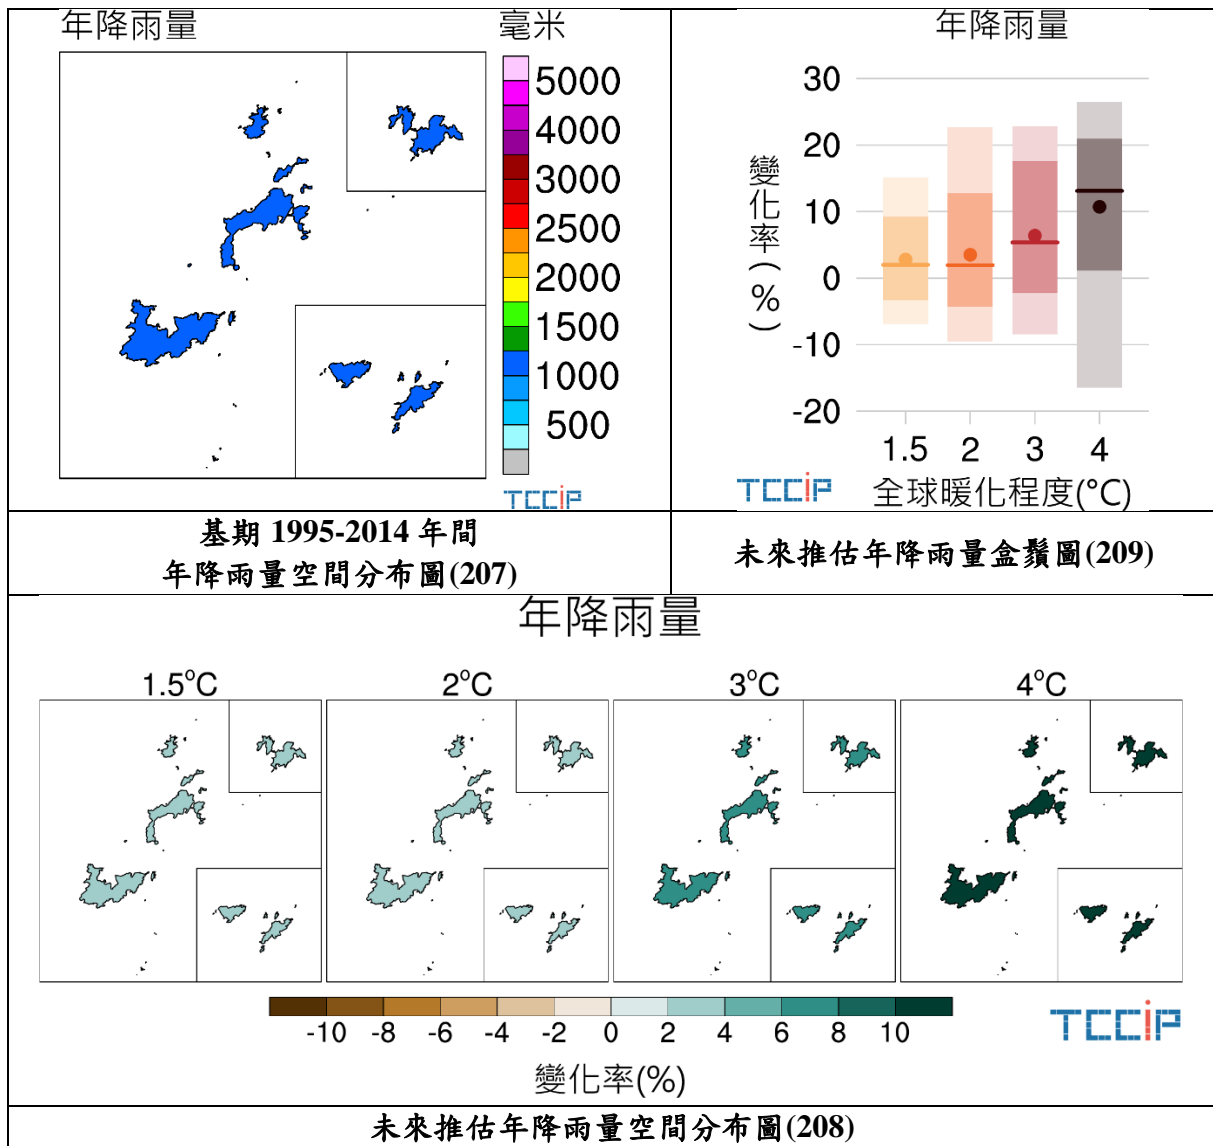 年降雨量
毫米
5000
4000
3000
2500
2000
1500
1000
500
TCCIP
基期 1995-2014 年間
年降雨量空間分布圖(207)
年降雨量
變化率(%)
30
20
10
0
-10
-20
1.5 2 3 4
全球暖化程度(°C)
TCCIP
未來推估年降雨量盒鬚圖(209)
年降雨量
1.5°C 2°C 3°C 4°C
-10 -8 -6 -4 -2 0 2 4 6 8 10
變化率(%)
TCCIP
未來推估年降雨量空間分布圖(208)